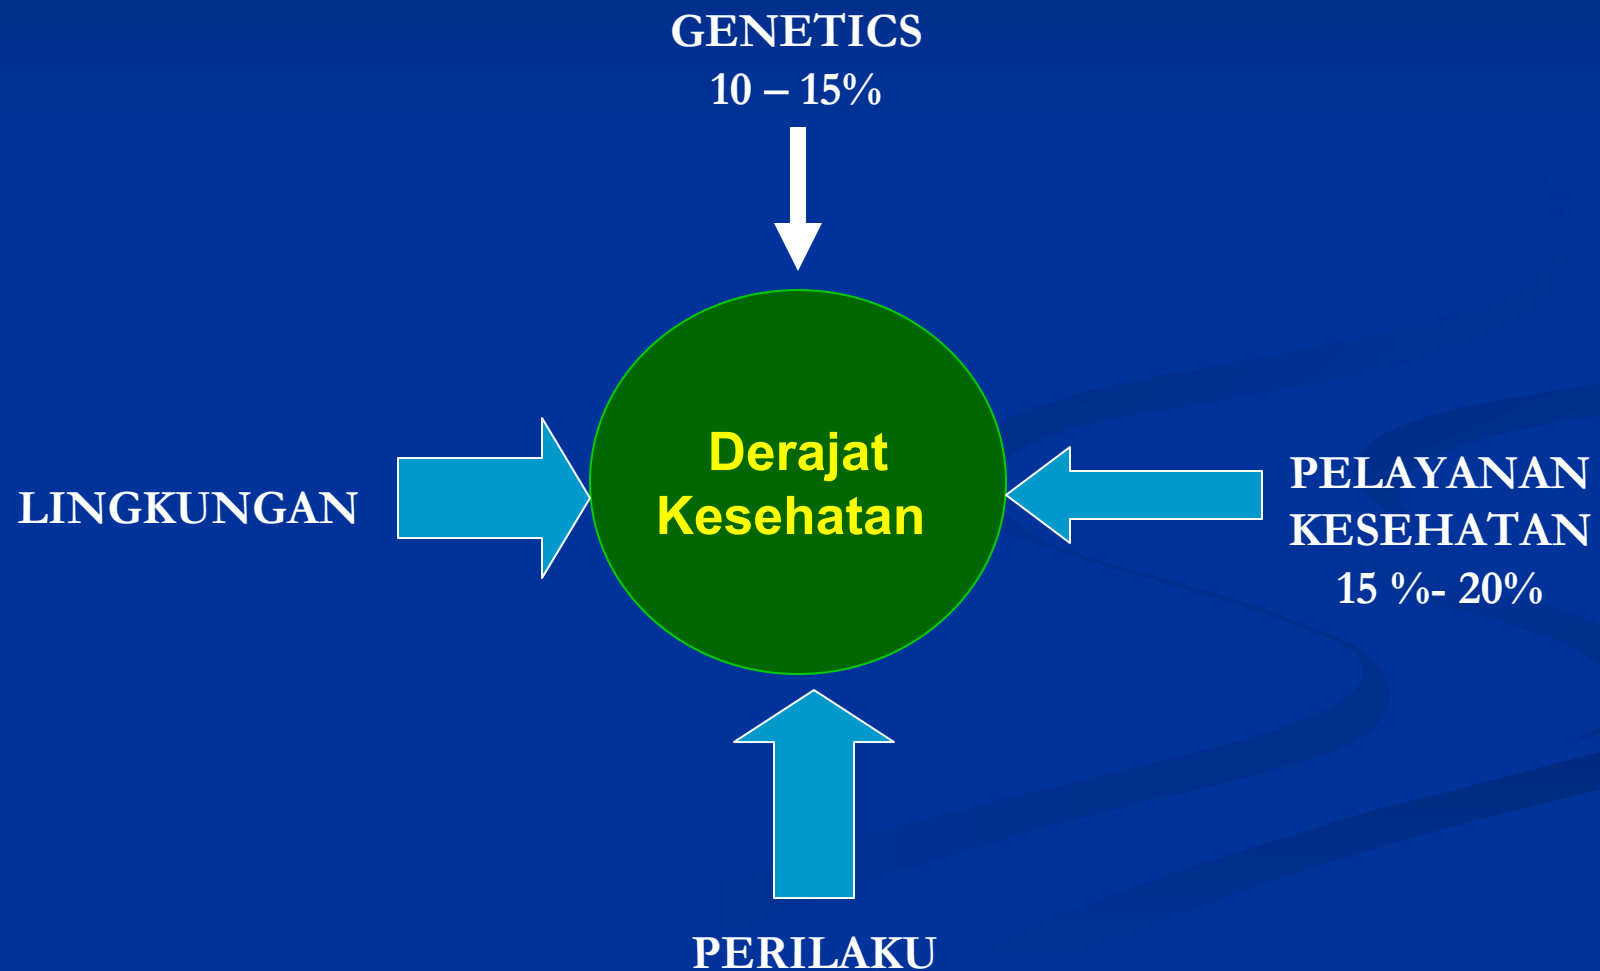 GENETICS
10 – 15%
Derajat
Kesehatan
LINGKUNGAN
PELAYANAN
KESEHATAN
15 %- 20%
PERILAKU